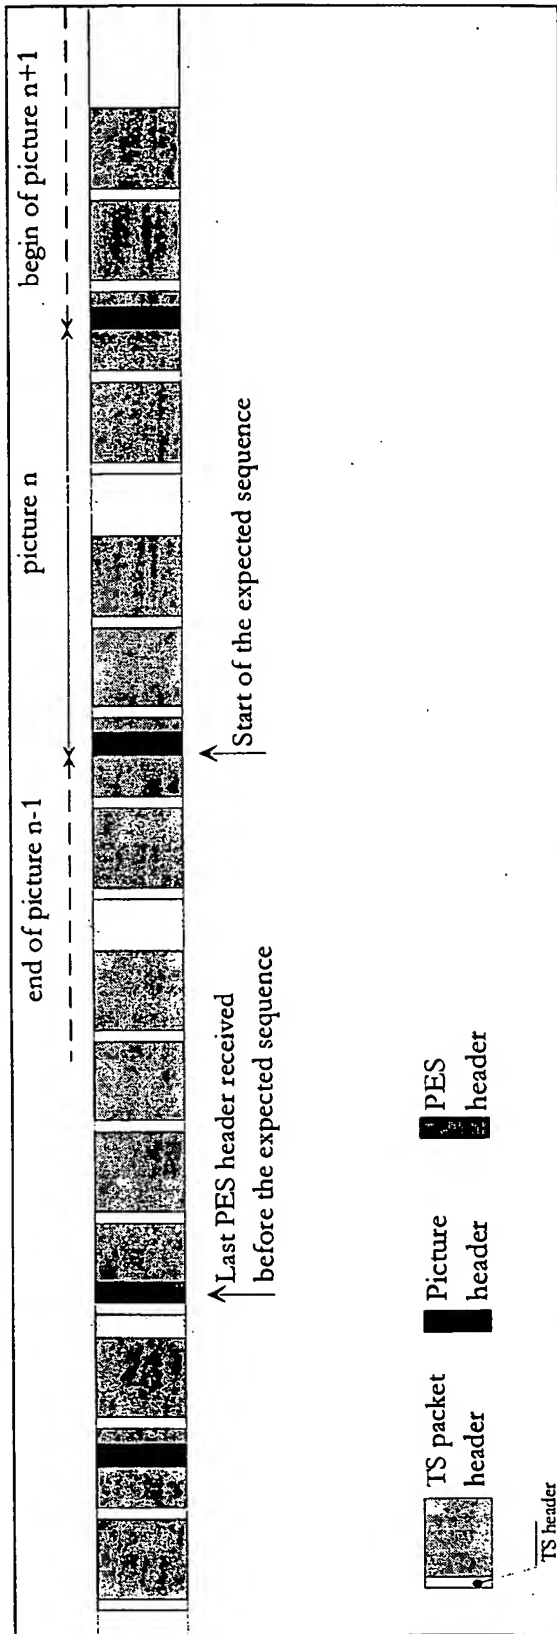 end of picture n-1
picture n
begin of picture n+1
Last PES header received
before the expected sequence
Start of the expected sequence
TS packet
header
Picture
header
PES
header
TS header